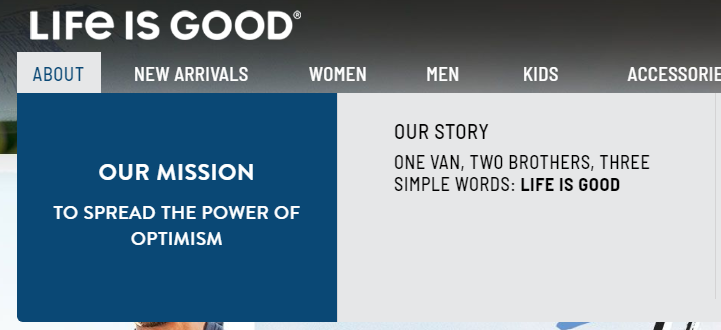 LIFe IS GOOD®
ABOUT NEW ARRIVALS WOMEN MEN KIDS ACCESSORIE
OUR MISSION
TO SPREAD THE POWER OF
OPTIMISM
OUR STORY
ONE VAN, TWO BROTHERS, THREE
SIMPLE WORDS: LIFE IS GOOD